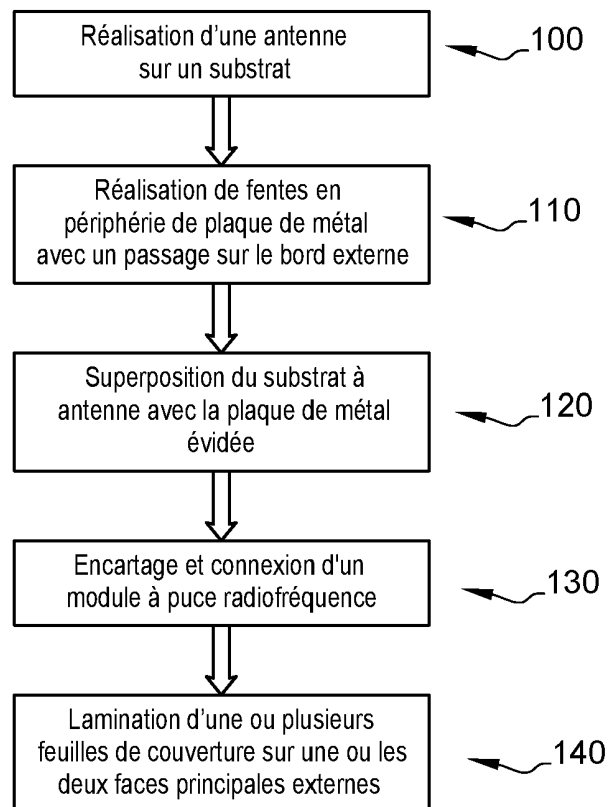 Réalisation d'une antenne
sur un substrat
100
Réalisation de fentes en
périphérie de plaque de métal
avec un passage sur le bord externe
110
Superposition du substrat à
antenne avec la plaque de métal
évidée
120
Encartage et connexion d'un
module à puce radiofréquence
130
Lamination d'une ou plusieurs
feuilles de couverture sur une ou les
deux faces principales externes
140